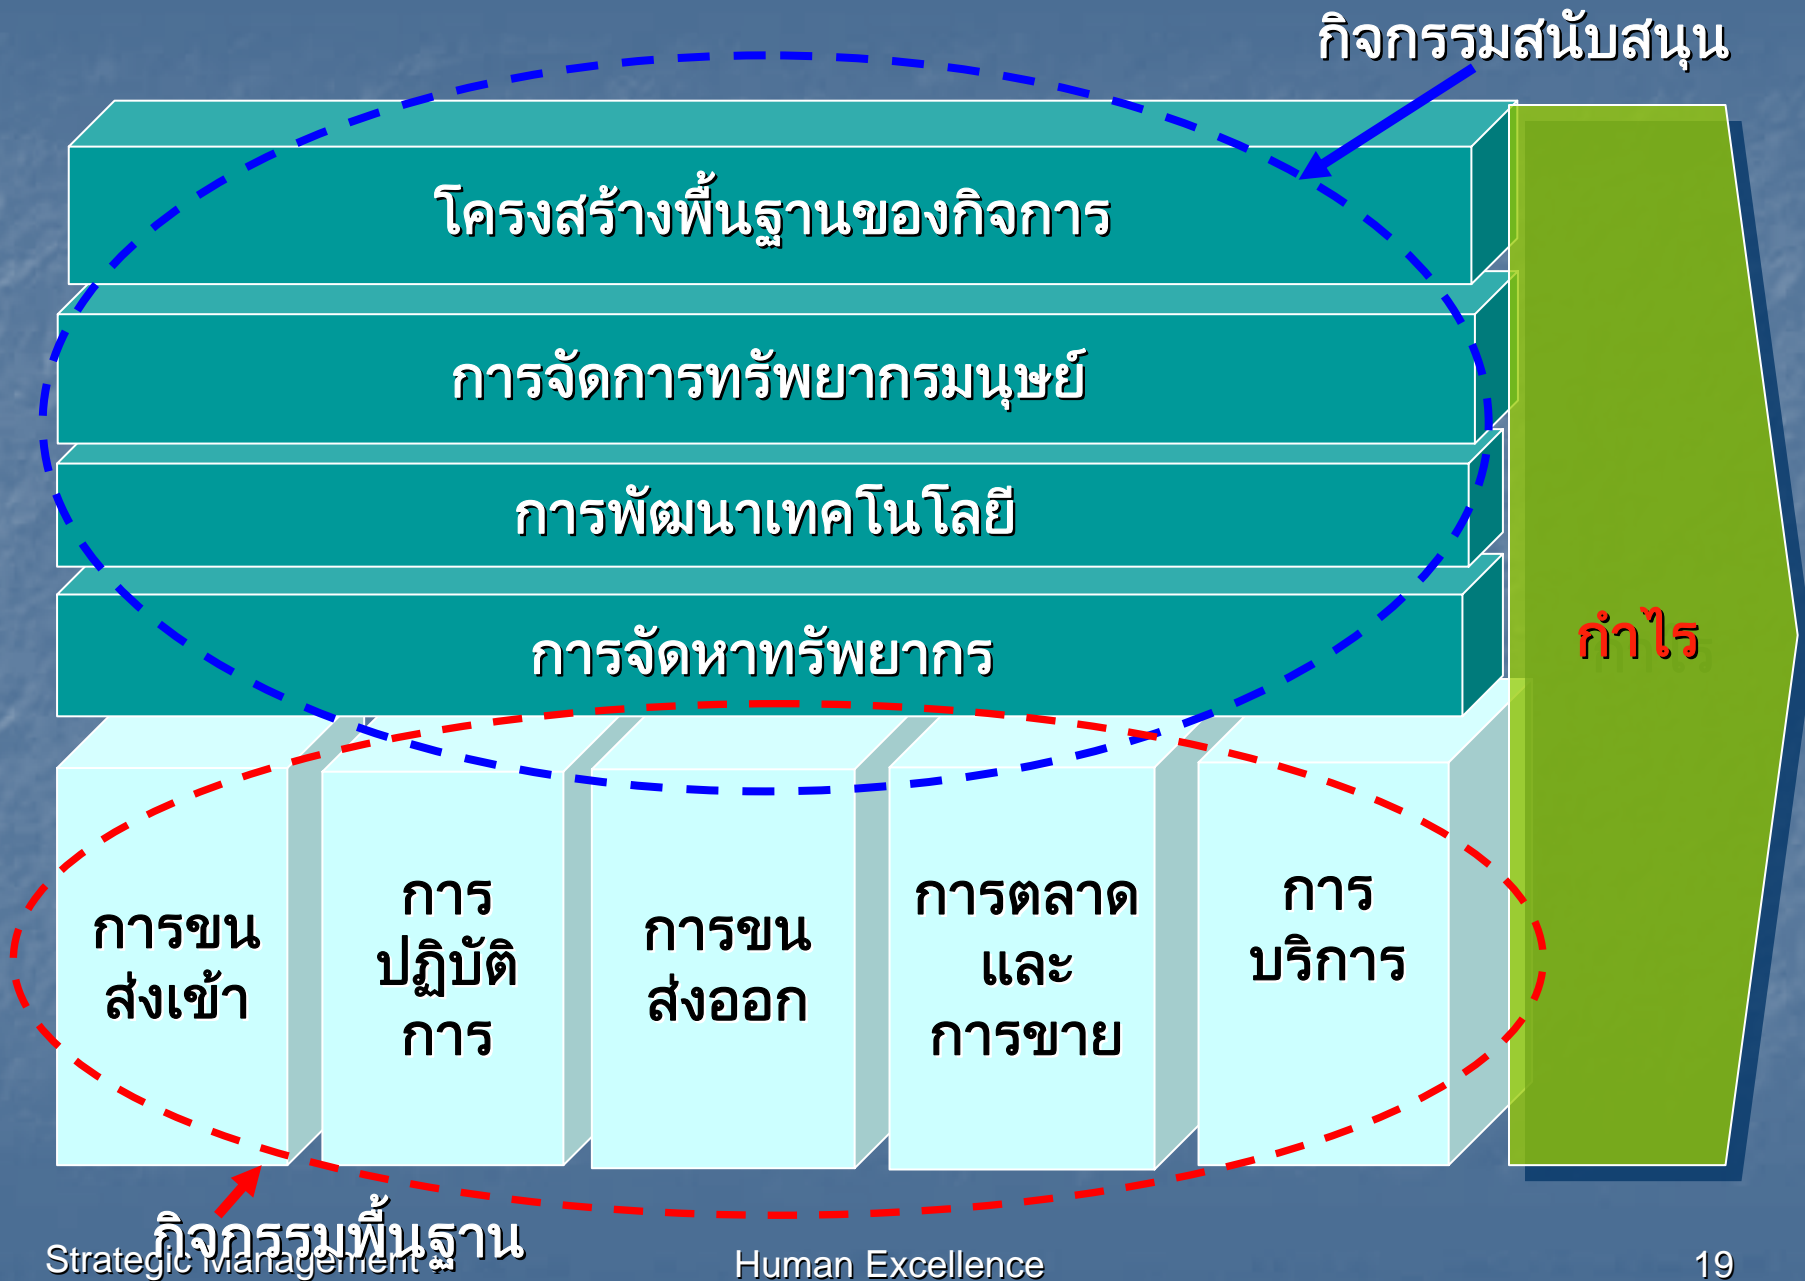 กิจกรรมสนับสนุน
โครงสร้างพื้นฐานของกิจการ
การจัดการทรัพยากรมนุษย์
การพัฒนาเทคโนโลยี
การจัดหาทรัพยากร
กำไร
การขน
ส่งเข้า
การ
ปฏิบัติ
การ
การขน
ส่งออก
การตลาด
และ
การขาย
การ
บริการ
กิจกรรมพื้นฐาน
Strategic Management
Human Excellence
19